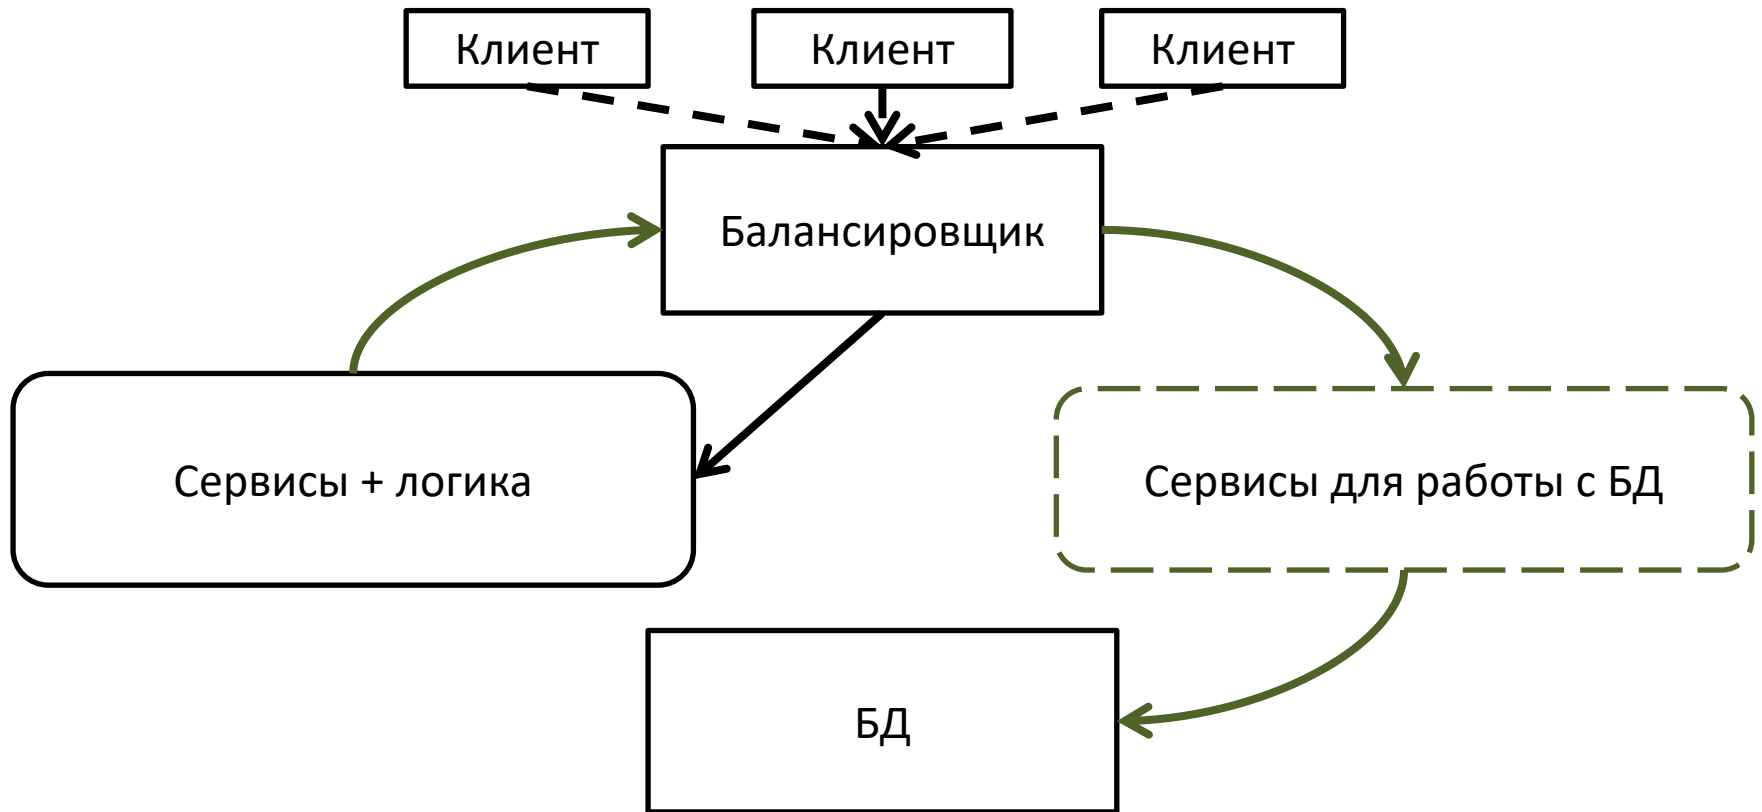 Клиент
Клиент
Клиент
Балансировщик
Сервисы + логика
Сервисы для работы с БД
БД